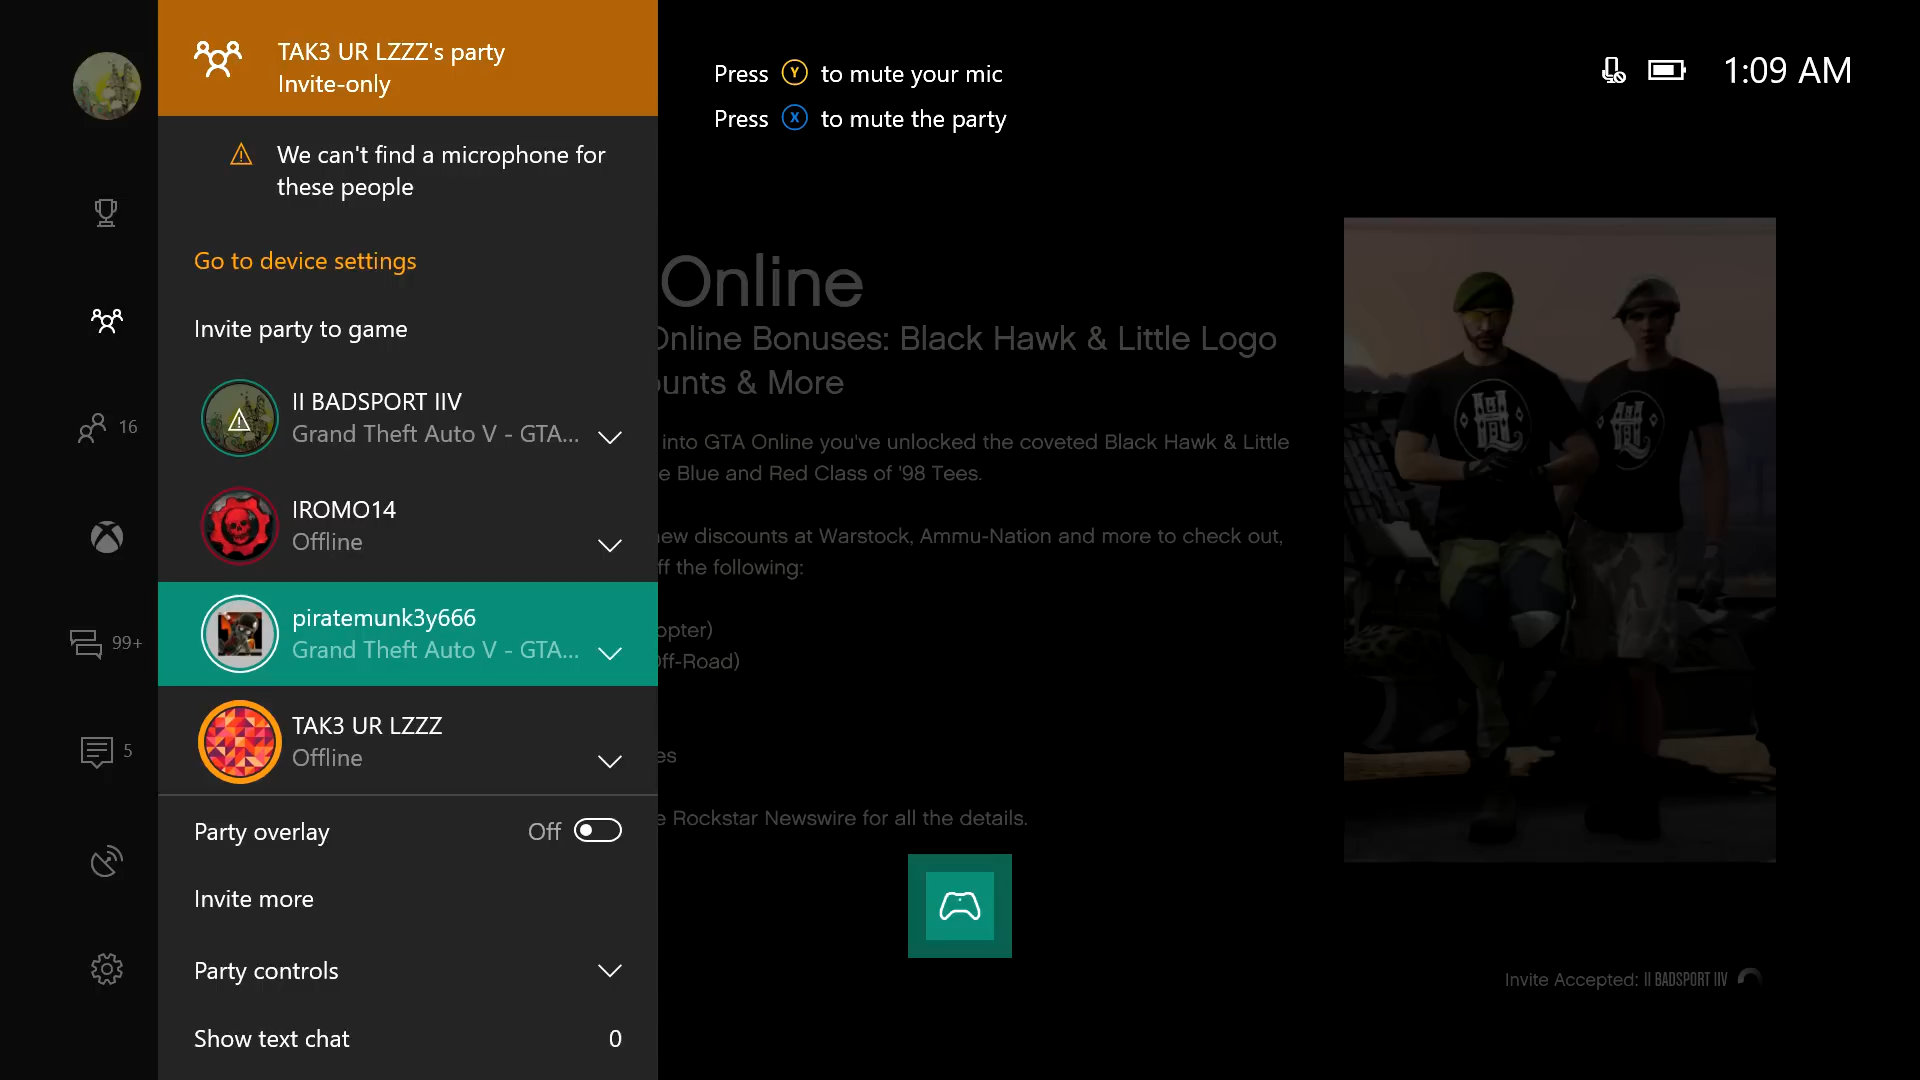 TAK3 UR LZZZ's party
Invite-only
We can't find a microphone for
these people
Go to device settings
Invite party to game
II BADSPORT IIV
Grand Theft Auto V - GTA...
IROMO14
Offline
piratemunk3y666
Grand Theft Auto V - GTA...
TAK3 UR LZZZ
Offline
Party overlay
Off
Invite more
Party controls
Show text chat
0
16
99+
5
Press Y to mute your mic
Press X to mute the party
1:09 AM
Online
Online Bonuses: Black Hawk & Little Logo
unts & More
into GTA Online you've unlocked the coveted Black Hawk & Little
e Blue and Red Class of '98 Tees.
ew discounts at Warstock, Ammu-Nation and more to check out,
ff the following:
opter)
Off-Road)
es
e Rockstar Newswire for all the details.
Invite Accepted: II BADSPORT IIV